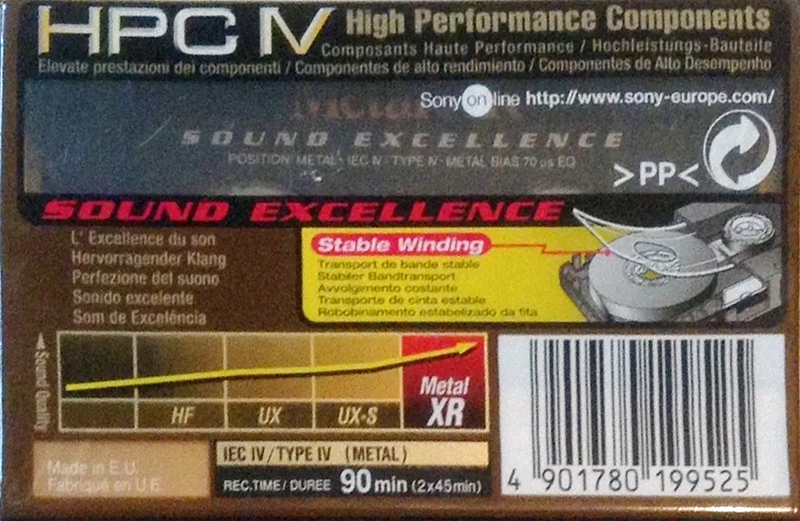 HPC IV High Performance Components
Composants Haute Performance / Hochleistungs-Bauteile
Elevate prestazioni dei componenti / Componentes de alto rendimiento / Componentes de Alto Desempenho
Sony on line http://www.sony-europe.com/
SOUND EXCELLENCE
POSITION METAL · IEC IV · TYPE IV · METAL BIAS 70 µs EQ
>PP<
SOUND EXCELLENCE
L' Excellence du son
Hervorragender Klang
Perfezione del suono
Sonido excelente
Som de Excelência
Stable Winding
Transport de bande stable
Stabiler Bandtransport
Avvolgimento costante
Transporte de cinta estable
Robobinamento estabelizado da fita
Sound Quality
HF
UX
UX-S
Metal
XR
Made in E.U.
Fabriqué en U.E.
IEC IV/TYPE IV (METAL)
REC.TIME/DUREE 90min (2x45min)
4 901780 199525